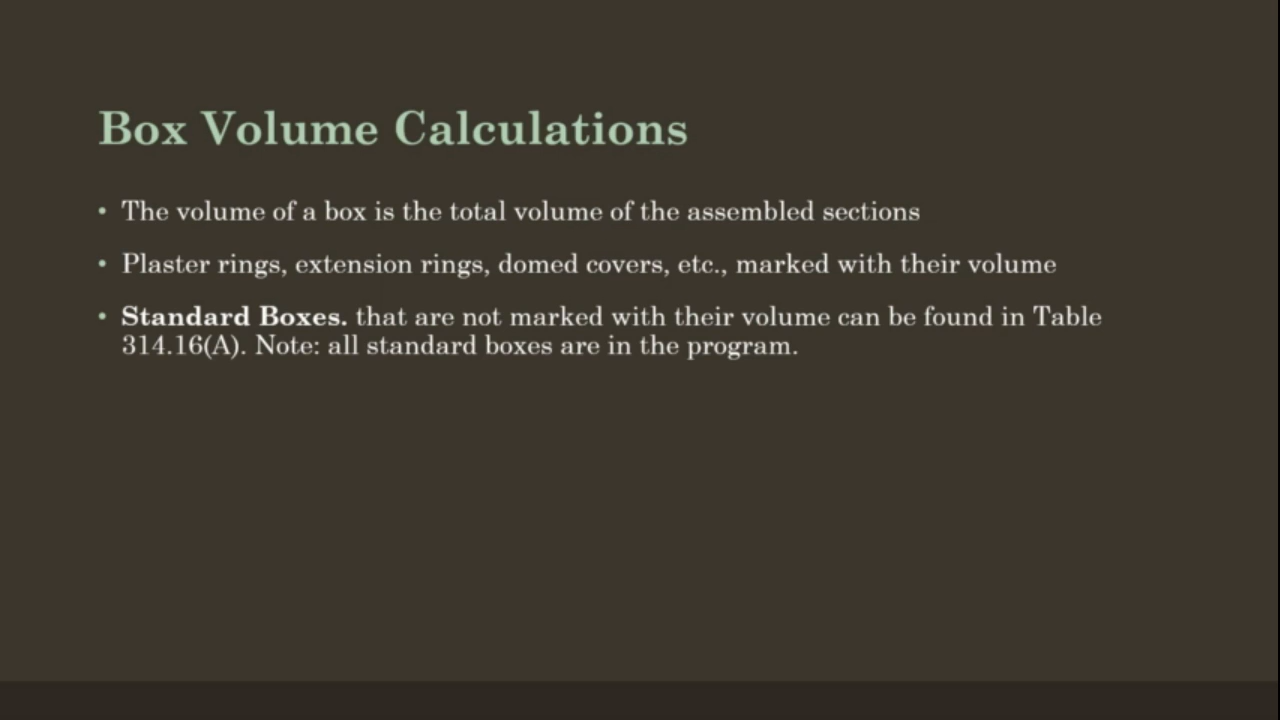 Box Volume Calculations
• The volume of a box is the total volume of the assembled sections
• Plaster rings, extension rings, domed covers, etc., marked with their volume
• Standard Boxes. that are not marked with their volume can be found in Table
314.16(A). Note: all standard boxes are in the program.